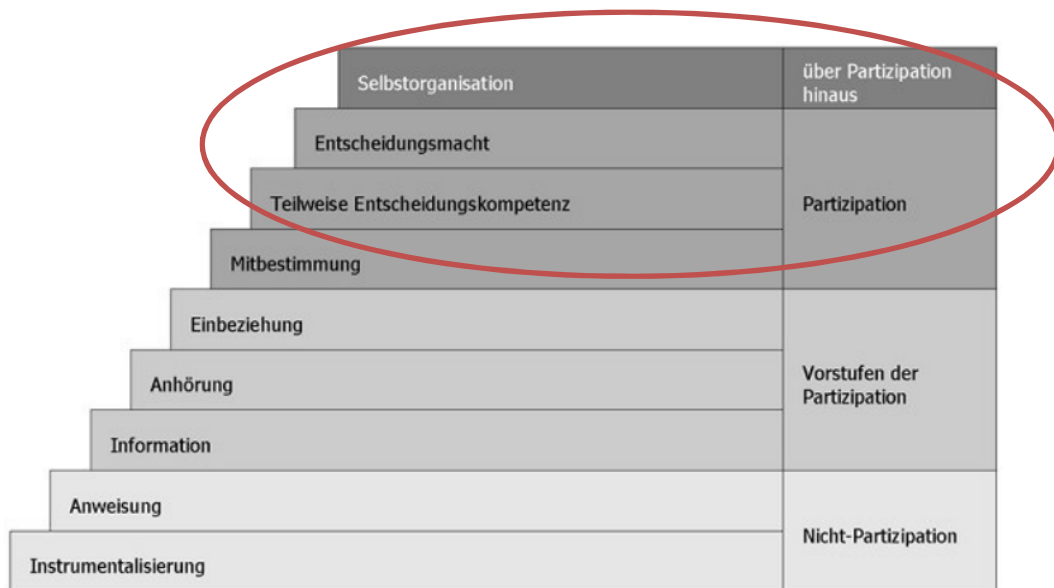 Selbstorganisation
über Partizipation
hinaus
Entscheidungsmacht
Teilweise Entscheidungskompetenz
Partizipation
Mitbestimmung
Einbeziehung
Anhörung
Vorstufen der
Partizipation
Information
Anweisung
Nicht-Partizipation
Instrumentalisierung